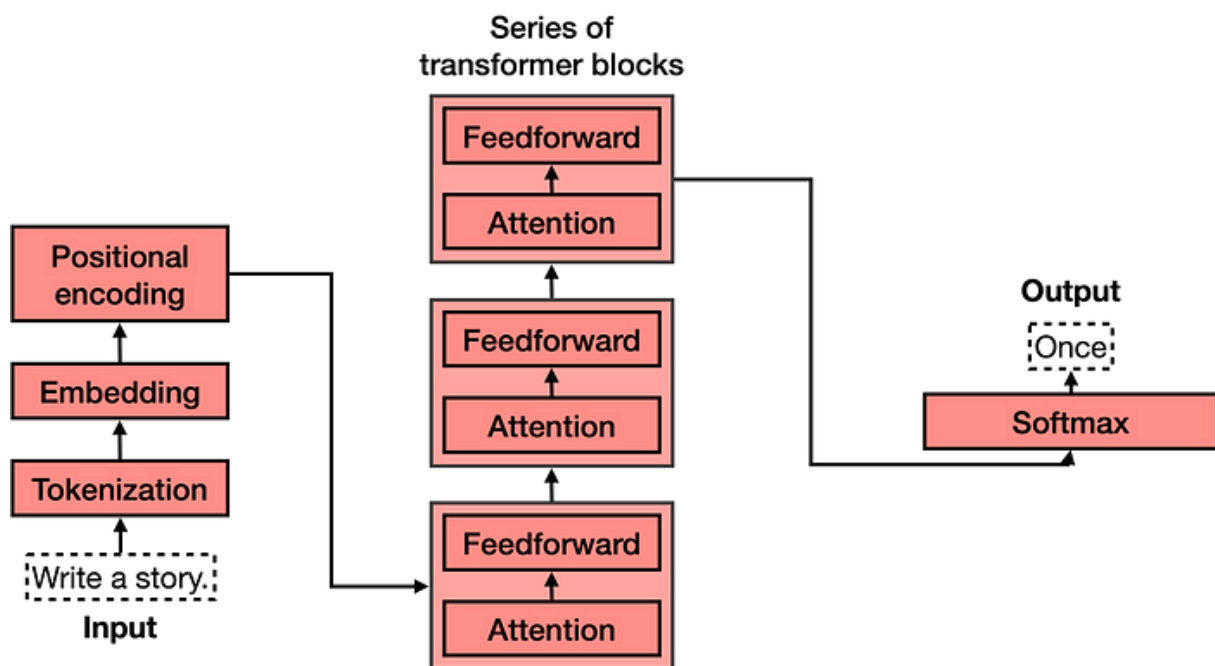 Series of
transformer blocks
Feedforward
Attention
Positional
encoding
Feedforward
Attention
Output
Once
Embedding
Softmax
Tokenization
Feedforward
Write a story.
Attention
Input